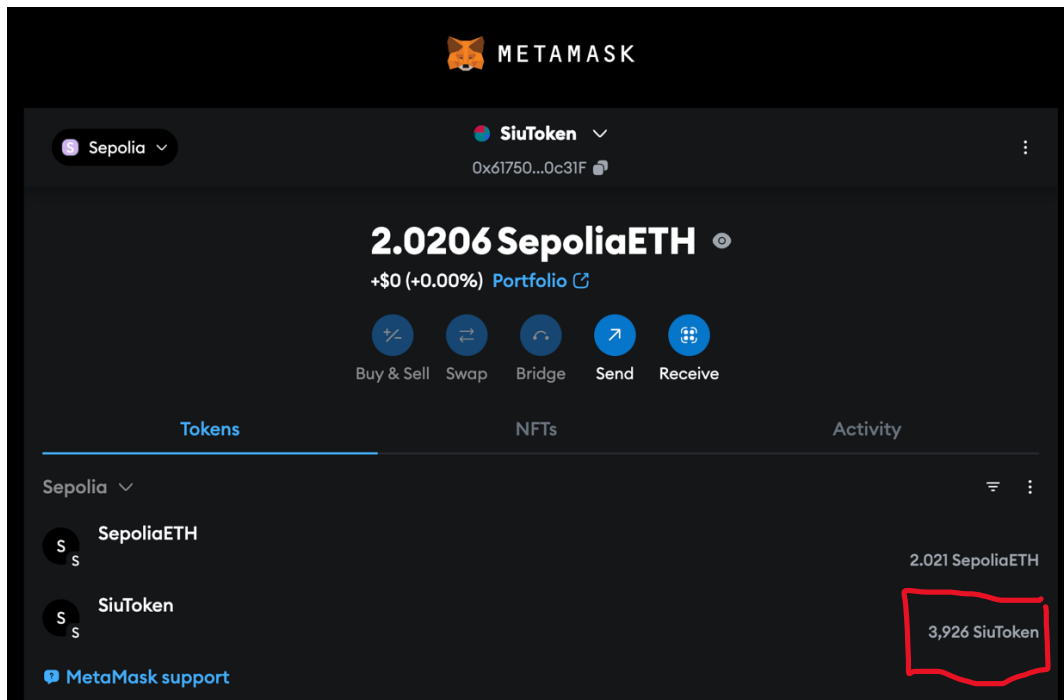 METAMASK
S Sepolia
SiuToken
0x61750...0c31F
2.0206 SepoliaETH
+$0 (+0.00%) Portfolio
Buy & Sell Swap Bridge Send Receive
Tokens NFTs Activity
Sepolia
S S SepoliaETH
2.021 SepoliaETH
S S SiuToken
3,926 SiuToken
MetaMask support